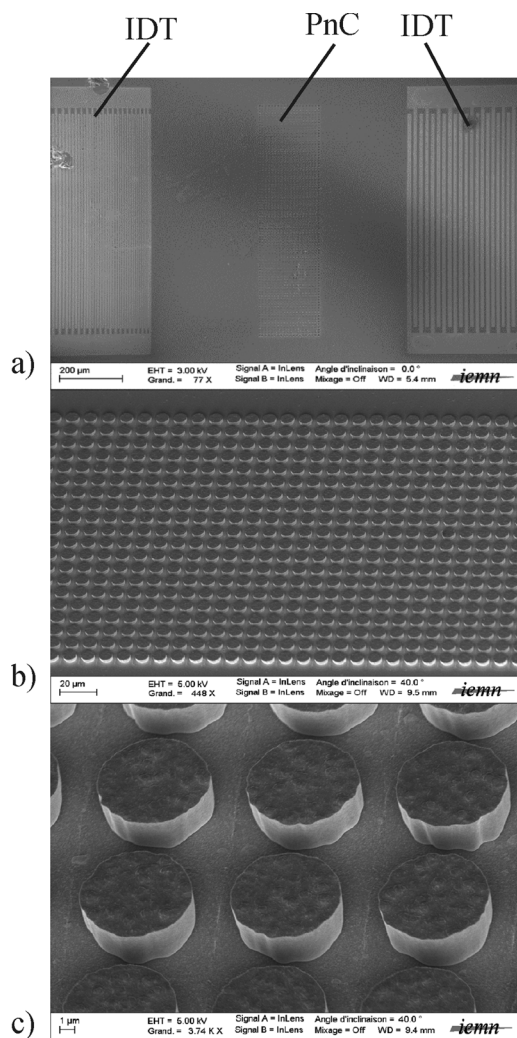 IDT PnC IDT
a)
200 µm EHT = 3.00 kV Signal A = InLens Angle d'inclinaison = 0.0 °
Grand. = 77 X Signal B = InLens Mixage = Off WD = 5.4 mm iemn
b)
20 µm EHT = 5.00 kV Signal A = InLens Angle d'inclinaison = 40.0 °
Grand. = 448 X Signal B = InLens Mixage = Off WD = 9.5 mm iemn
c)
1 µm EHT = 5.00 kV Signal A = InLens Angle d'inclinaison = 40.0 °
Grand. = 3.74 K X Signal B = InLens Mixage = Off WD = 9.4 mm iemn